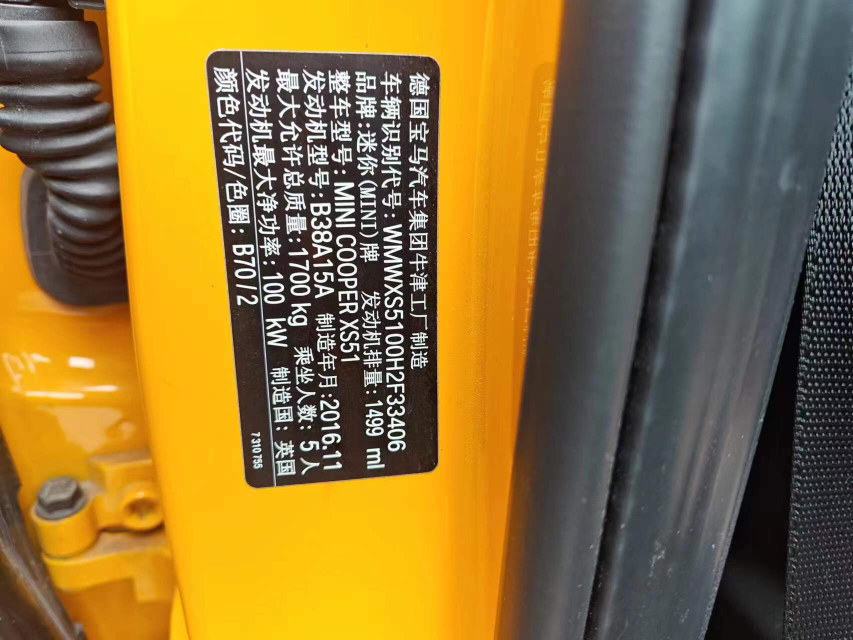 德国宝马汽车集团牛津工厂制造
车辆识别代号: WMWXS5100H2F33406
品牌:迷你(MINI)牌 发动机排量:1499 ml
整车型号: MINI COOPER XS51
发动机型号:B38A15A 制造年月:2016.11
最大允许总质量:1700 kg 乘坐人数: 5人
发动机最大净功率:100 kW 制造国: 英国
颜色代码/色圈: B70/2
7310755